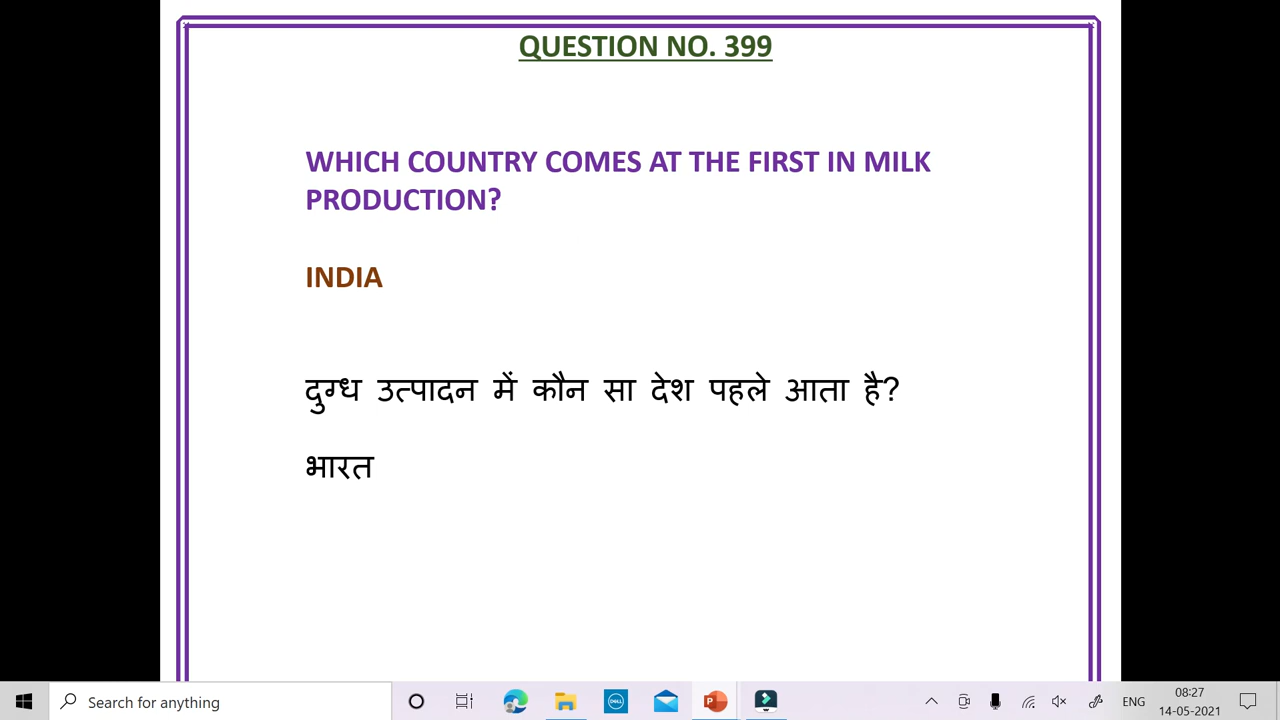 QUESTION NO. 399
WHICH COUNTRY COMES AT THE FIRST IN MILK
PRODUCTION?
INDIA
दुग्ध उत्पादन में कौन सा देश पहले आता है?
भारत
Search for anything
DELL
P
ENG
08:27
14-05-2021